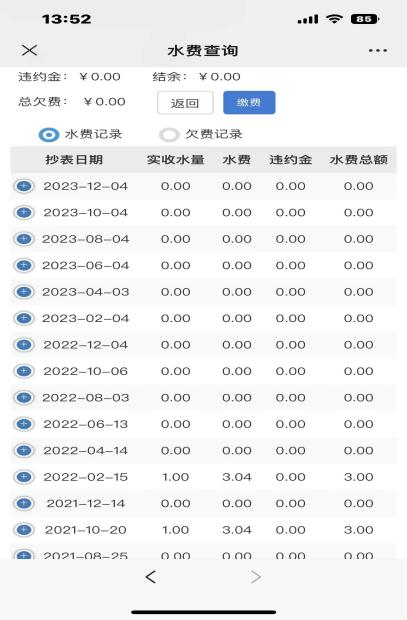 13:52 85
水费查询
违约金： ￥0.00 结余： ￥0.00
总欠费： ￥0.00 返回 缴费
水费记录 欠费记录
抄表日期 实收水量 水费 违约金 水费总额
2023-12-04 0.00 0.00 0.00 0.00
2023-10-04 0.00 0.00 0.00 0.00
2023-08-04 0.00 0.00 0.00 0.00
2023-06-04 0.00 0.00 0.00 0.00
2023-04-03 0.00 0.00 0.00 0.00
2023-02-04 0.00 0.00 0.00 0.00
2022-12-04 0.00 0.00 0.00 0.00
2022-10-06 0.00 0.00 0.00 0.00
2022-08-03 0.00 0.00 0.00 0.00
2022-06-13 0.00 0.00 0.00 0.00
2022-04-14 0.00 0.00 0.00 0.00
2022-02-15 1.00 3.04 0.00 3.00
2021-12-14 0.00 0.00 0.00 0.00
2021-10-20 1.00 3.04 0.00 3.00
2021-08-25 0.00 0.00 0.00 0.00